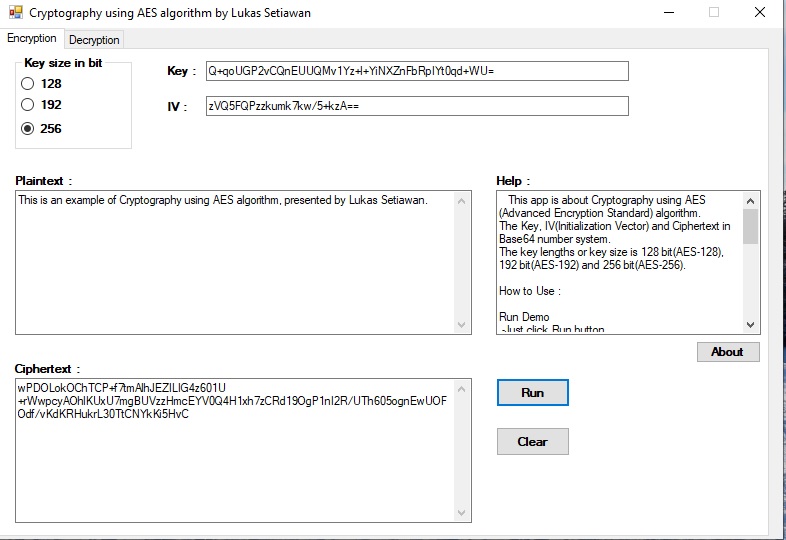 Cryptography using AES algorithm by Lukas Setiawan
Encryption
Decryption
Key size in bit
128
192
256
Key :
Q+qoUGP2vCQnEUUQMv1Yz+l+YiNXZnFbRpIYt0qd+WU=
IV :
zVQ5FQPzzkumk7kw/5+kzA==
Plaintext :
This is an example of Cryptography using AES algorithm, presented by Lukas Setiawan.
Help :
This app is about Cryptography using AES
(Advanced Encryption Standard) algorithm.
The Key, IV(Initialization Vector) and Ciphertext in
Base64 number system.
The key lengths or key size is 128 bit(AES-128),
192 bit(AES-192) and 256 bit(AES-256).
How to Use :
Run Demo
-Just click Run button
About
Ciphertext :
wPDOLokOChTCP+f7tmAlhJEZILIG4z601U
+rWwpcyAOhIKUxU7mgBUVzzHmcEYV0Q4H1xh7zCRd19OgP1nI2R/UTh605ognEwUOF
Odf/vKdKRHukrL30TtCNYkKi5HvC
Run
Clear